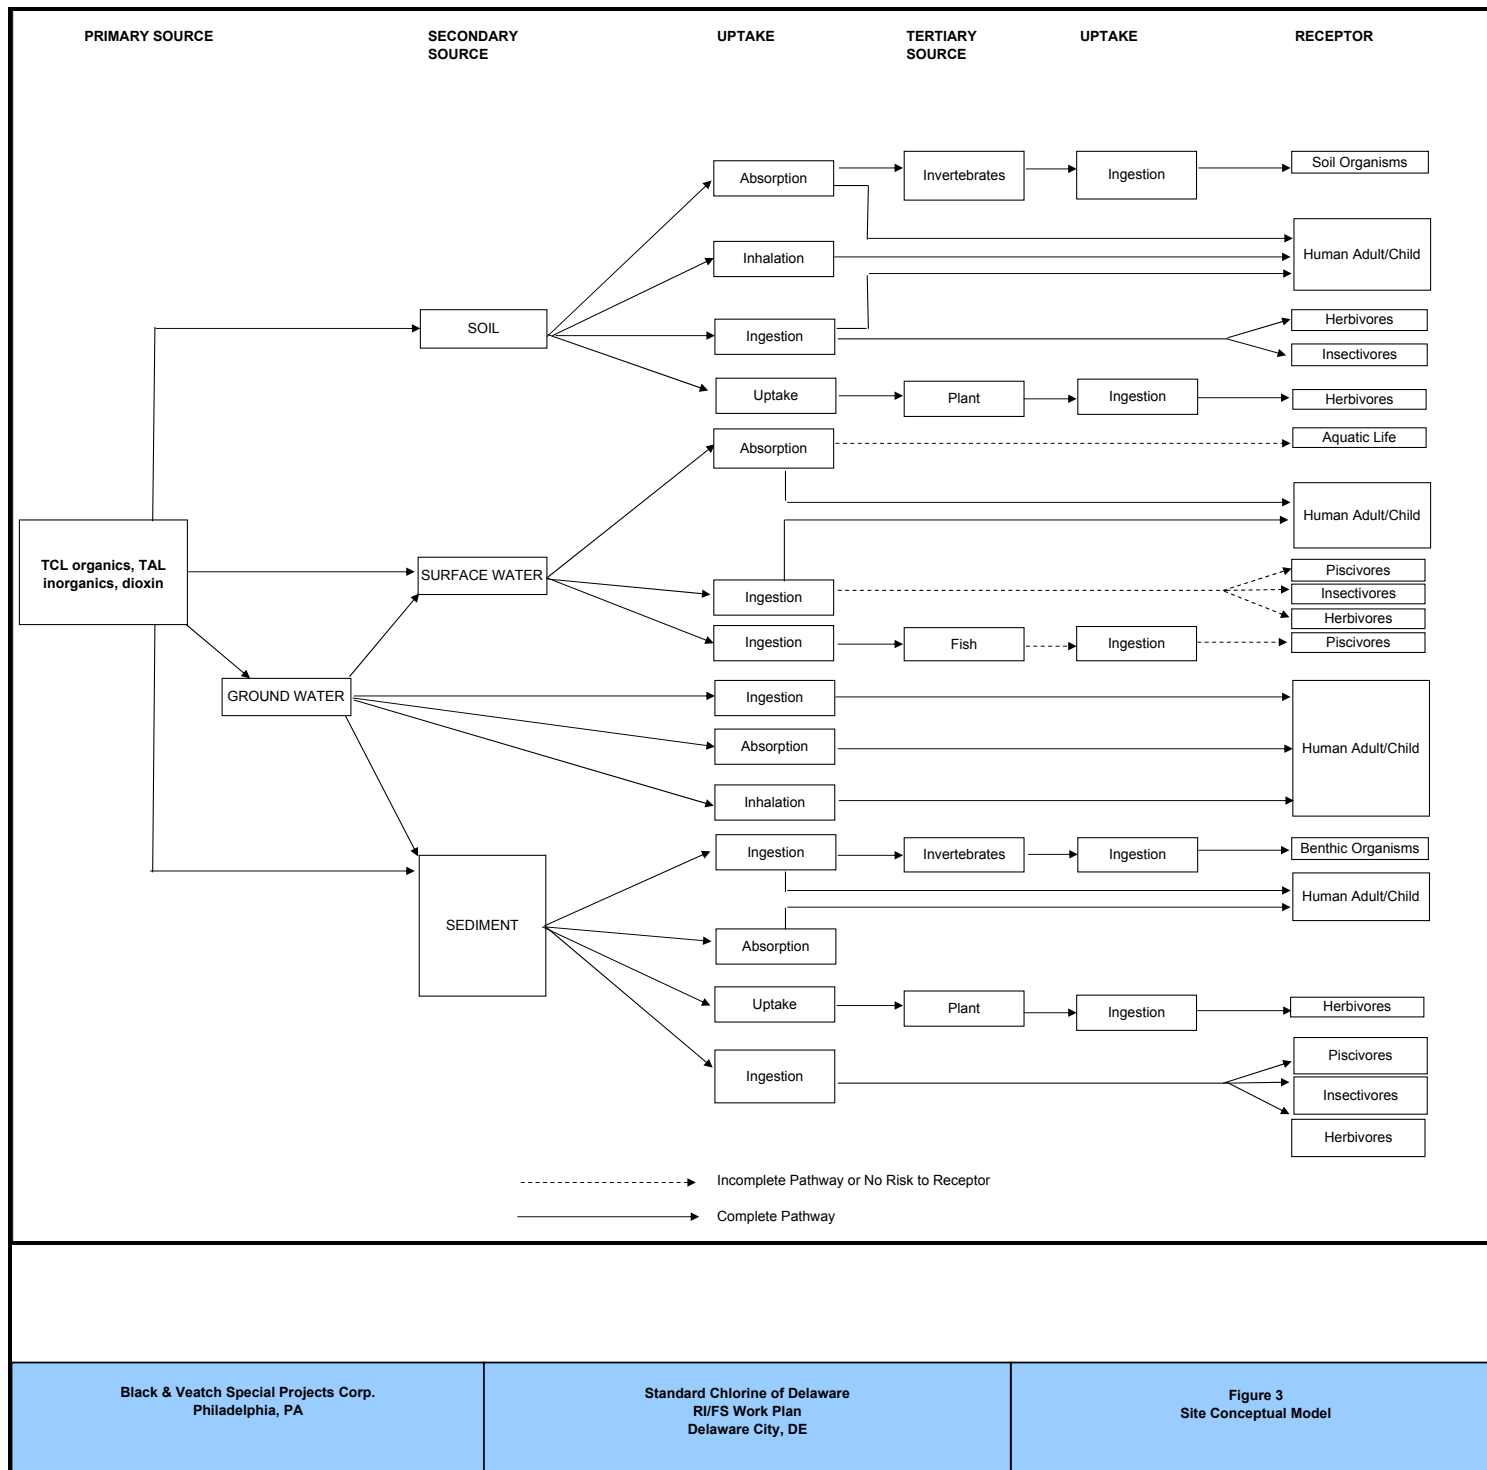 PRIMARY SOURCE
SECONDARY
SOURCE
UPTAKE
TERTIARY
SOURCE
UPTAKE
RECEPTOR
Absorption
Invertebrates
Ingestion
Soil Organisms
Inhalation
Human Adult/Child
SOIL
Ingestion
Herbivores
Insectivores
Uptake
Plant
Ingestion
Herbivores
Absorption
Aquatic Life
Human Adult/Child
TCL organics, TAL
inorganics, dioxin
SURFACE WATER
Ingestion
Piscivores
Insectivores
Herbivores
Ingestion
Fish
Ingestion
Piscivores
GROUND WATER
Ingestion
Absorption
Human Adult/Child
Inhalation
Ingestion
Invertebrates
Ingestion
Benthic Organisms
Human Adult/Child
SEDIMENT
Absorption
Uptake
Plant
Ingestion
Herbivores
Ingestion
Piscivores
Insectivores
Herbivores
Incomplete Pathway or No Risk to Receptor
Complete Pathway
Black & Veatch Special Projects Corp.
Philadelphia, PA
Standard Chlorine of Delaware
RI/FS Work Plan
Delaware City, DE
Figure 3
Site Conceptual Model